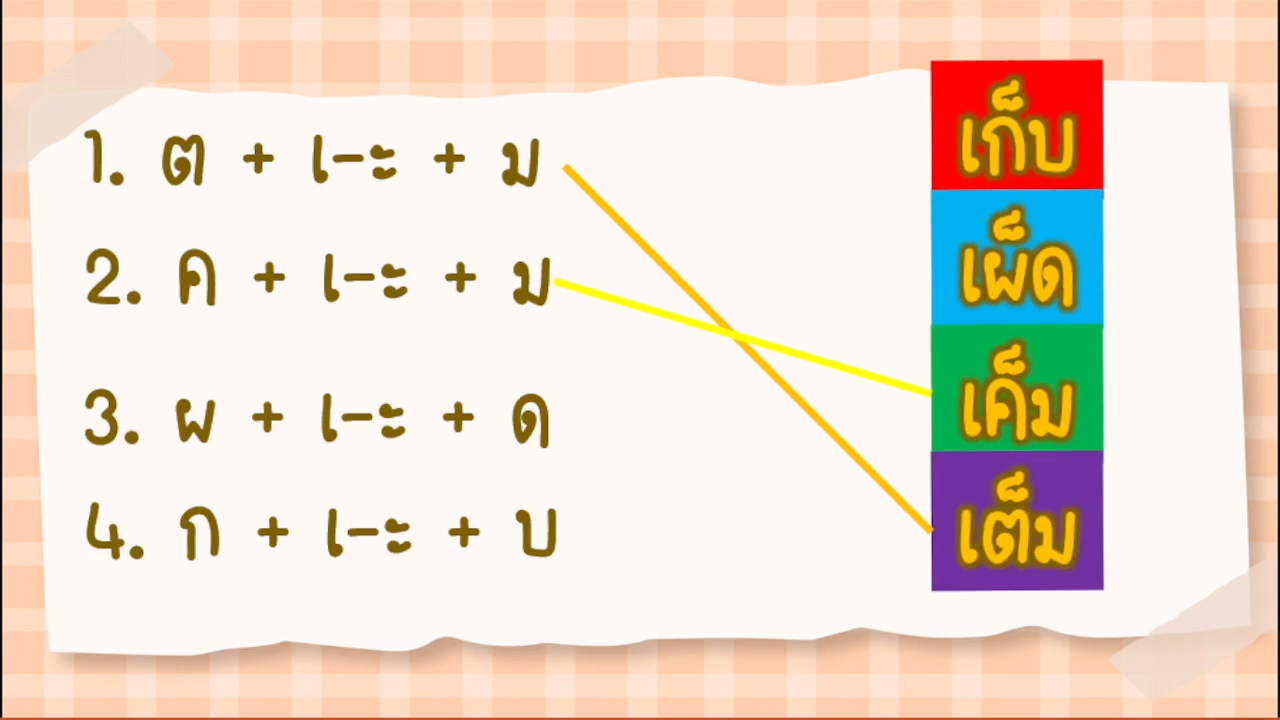 1. ต + เ-ะ + ม
2. ค + เ-ะ + ม
3. ผ + เ-ะ + ด
4. ก + เ-ะ + บ
เก็บ
เผ็ด
เค็ม
เต็ม